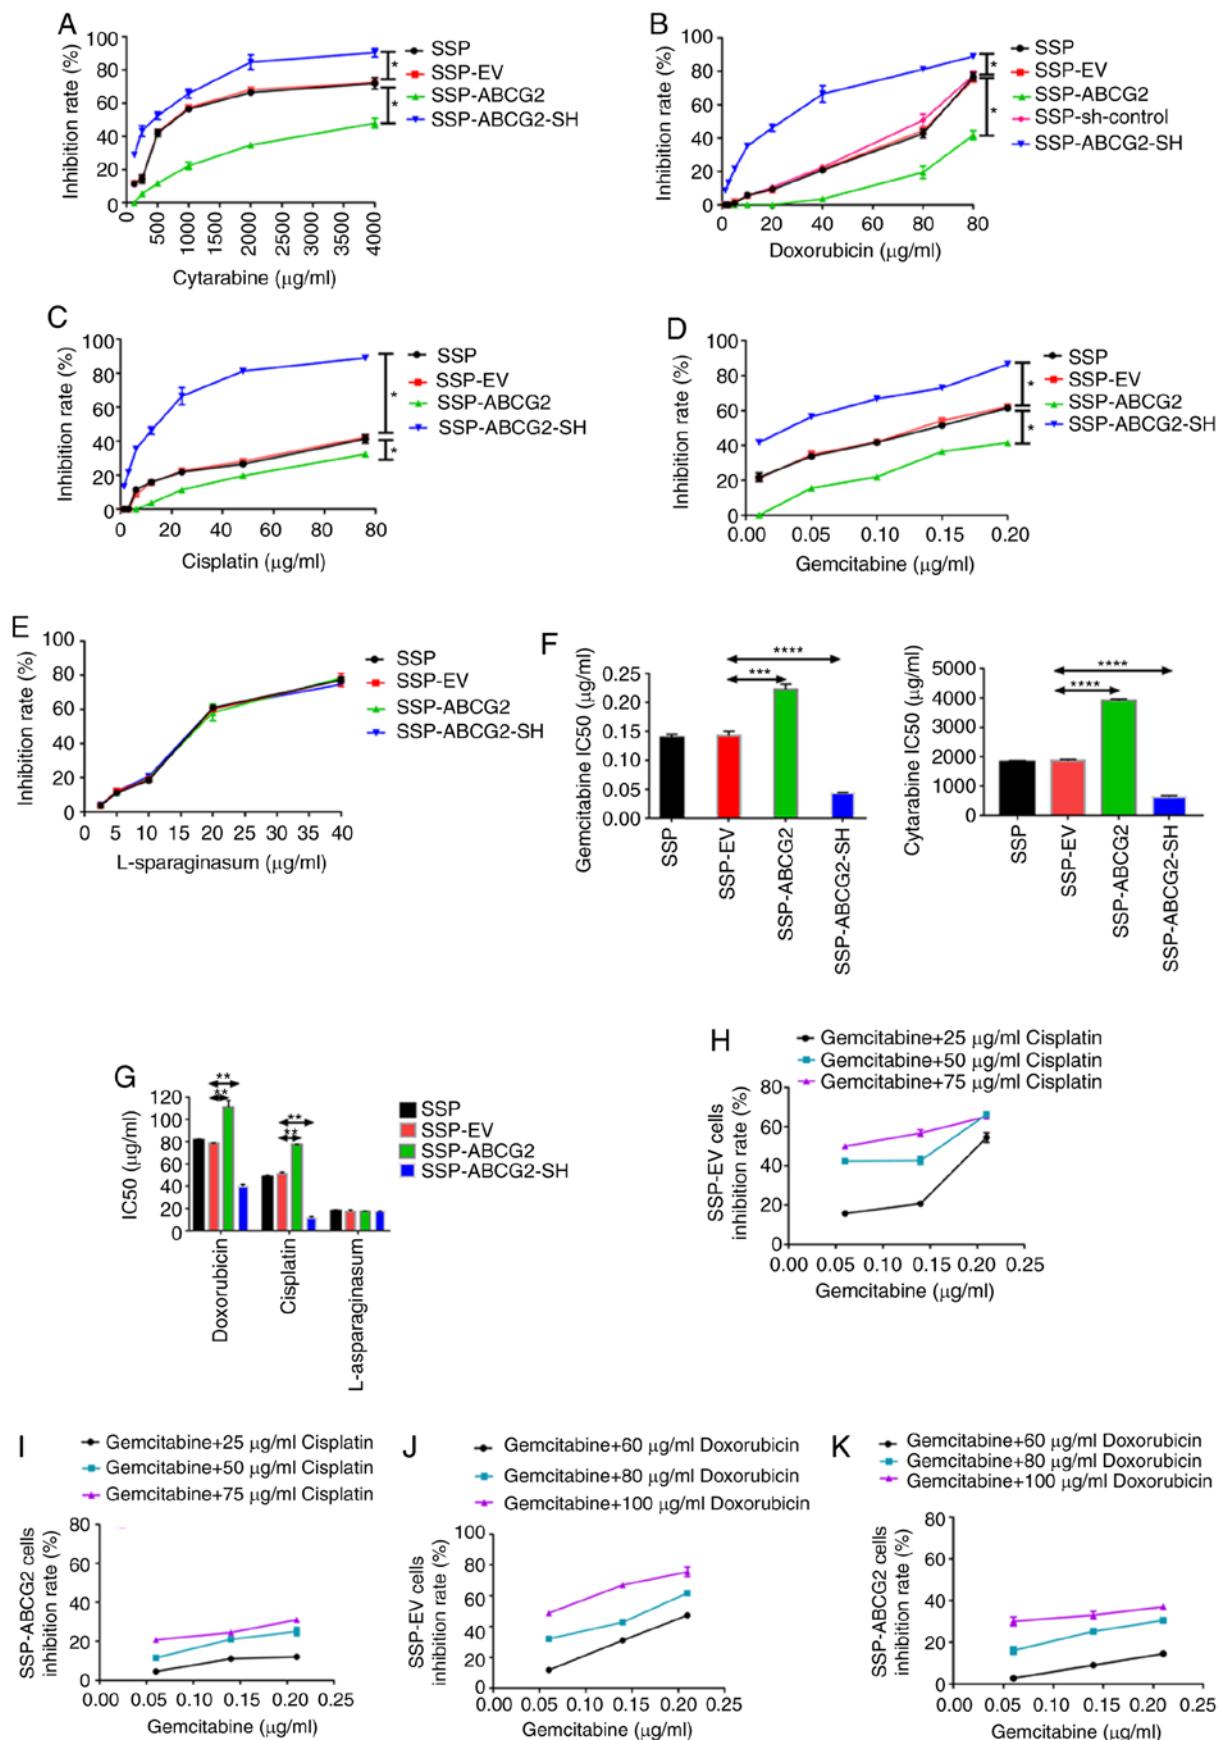 A
100
80
60
40
20
0
Inhibition rate (%)
0
500
1000
1500
2000
2500
3000
3500
4000
Cytarabine (μg/ml)
SSP
SSP-EV
SSP-ABCG2
SSP-ABCG2-SH
*
*
B
100
80
60
40
20
0
Inhibition rate (%)
0
20
40
60
80
80
Doxorubicin (μg/ml)
SSP
SSP-EV
SSP-ABCG2
SSP-sh-control
SSP-ABCG2-SH
*
*
C
100
80
60
40
20
0
Inhibition rate (%)
0 20 40 60 80
Cisplatin (μg/ml)
SSP
SSP-EV
SSP-ABCG2
SSP-ABCG2-SH
*
*
D
100
80
60
40
20
0
Inhibition rate (%)
0.00 0.05 0.10 0.15 0.20
Gemcitabine (μg/ml)
SSP
SSP-EV
SSP-ABCG2
SSP-ABCG2-SH
*
*
E
100
80
60
40
20
0
Inhibition rate (%)
0 5 10 15 20 25 30 35 40
L-sparaginasum (μg/ml)
SSP
SSP-EV
SSP-ABCG2
SSP-ABCG2-SH
F
0.25
0.20
0.15
0.10
0.05
0.00
Gemcitabine IC50 (μg/ml)
****
***
SSP
SSP-EV
SSP-ABCG2
SSP-ABCG2-SH
5000
4000
3000
2000
1000
0
Cytarabine IC50 (μg/ml)
****
****
SSP
SSP-EV
SSP-ABCG2
SSP-ABCG2-SH
G
120
100
80
60
40
20
0
IC50 (μg/ml)
**
**
**
**
Doxorubicin
Cisplatin
L-asparaginasum
SSP
SSP-EV
SSP-ABCG2
SSP-ABCG2-SH
H
Gemcitabine+25 μg/ml Cisplatin
Gemcitabine+50 μg/ml Cisplatin
Gemcitabine+75 μg/ml Cisplatin
80
60
40
20
0
SSP-EV cells
inhibition rate (%)
0.00 0.05 0.10 0.15 0.20 0.25
Gemcitabine (μg/ml)
I
Gemcitabine+25 μg/ml Cisplatin
Gemcitabine+50 μg/ml Cisplatin
Gemcitabine+75 μg/ml Cisplatin
80
60
40
20
0
SSP-ABCG2 cells
inhibition rate (%)
0.00 0.05 0.10 0.15 0.20 0.25
Gemcitabine (μg/ml)
J
Gemcitabine+60 μg/ml Doxorubicin
Gemcitabine+80 μg/ml Doxorubicin
Gemcitabine+100 μg/ml Doxorubicin
100
80
60
40
20
0
SSP-EV cells
inhibition rate (%)
0.00 0.05 0.10 0.15 0.20 0.25
Gemcitabine (μg/ml)
K
Gemcitabine+60 μg/ml Doxorubicin
Gemcitabine+80 μg/ml Doxorubicin
Gemcitabine+100 μg/ml Doxorubicin
80
60
40
20
0
SSP-ABCG2 cells
inhibition rate (%)
0.00 0.05 0.10 0.15 0.20 0.25
Gemcitabine (μg/ml)